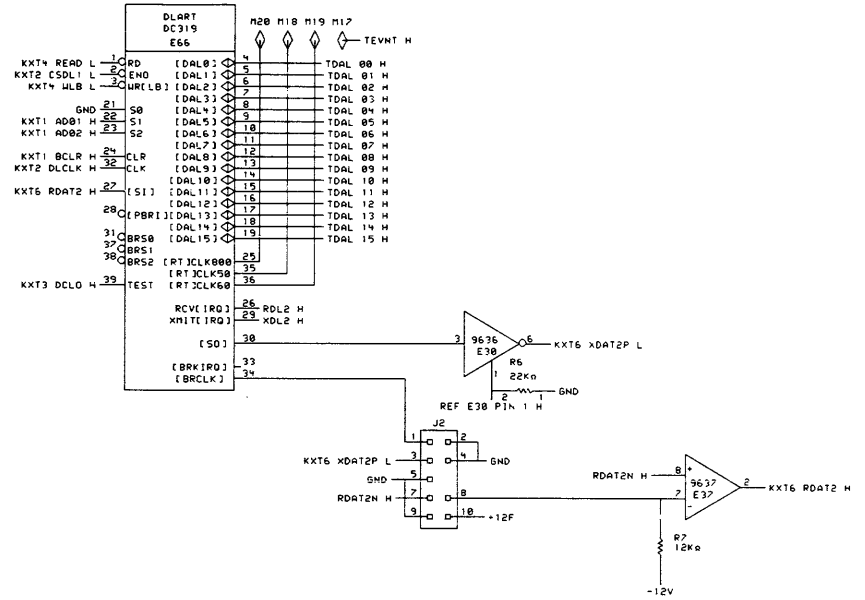 DLART
DC319
E66
M20 M18 M19 M17
TEVNT H
KXT4 READ L 1 RD [DAL0] 4 TDAL 00 H
KXT2 CSDL1 L 2 ENO [DAL1] 5 TDAL 01 H
KXT4 WLB L 3 WR[LB] [DAL2] 6 TDAL 02 H
[DAL3] 7 TDAL 03 H
GND 21 S0 [DAL4] 8 TDAL 04 H
KXT1 AD01 H 22 S1 [DAL5] 9 TDAL 05 H
KXT1 AD02 H 23 S2 [DAL6] 10 TDAL 06 H
[DAL7] 11 TDAL 07 H
KXT1 BCLR H 24 CLR [DAL8] 12 TDAL 08 H
KXT2 DLCLK H 32 CLK [DAL9] 13 TDAL 09 H
[DAL10] 14 TDAL 10 H
KXT6 RDAT2 H 27 [SI] [DAL11] 15 TDAL 11 H
[DAL12] 16 TDAL 12 H
28 [PBRI] [DAL13] 17 TDAL 13 H
[DAL14] 18 TDAL 14 H
31 BRS0 [DAL15] 19 TDAL 15 H
37 BRS1
38 BRS2 [RT]CLK800 25
[RT]CLK50 35
KXT3 DCLO H 39 TEST [RT]CLK60 36
RCV[IRQ] 26 RDL2 H
XMIT[IRQ] 29 XDL2 H
[SO] 30
3 9636 6 KXT6 XDAT2P L
E30
[BRKIRQ] 33
[BRCLK] 34
1
R6
22KΩ
2 1 GND
REF E30 PIN 1 H
J2
1 2
KXT6 XDAT2P L 3 4 GND
GND 5
RDAT2N H 7 8
9 10 +12F
RDAT2N H 8 +
9637 2 KXT6 RDAT2 H
7 E37
-
R7
12KΩ
-12V